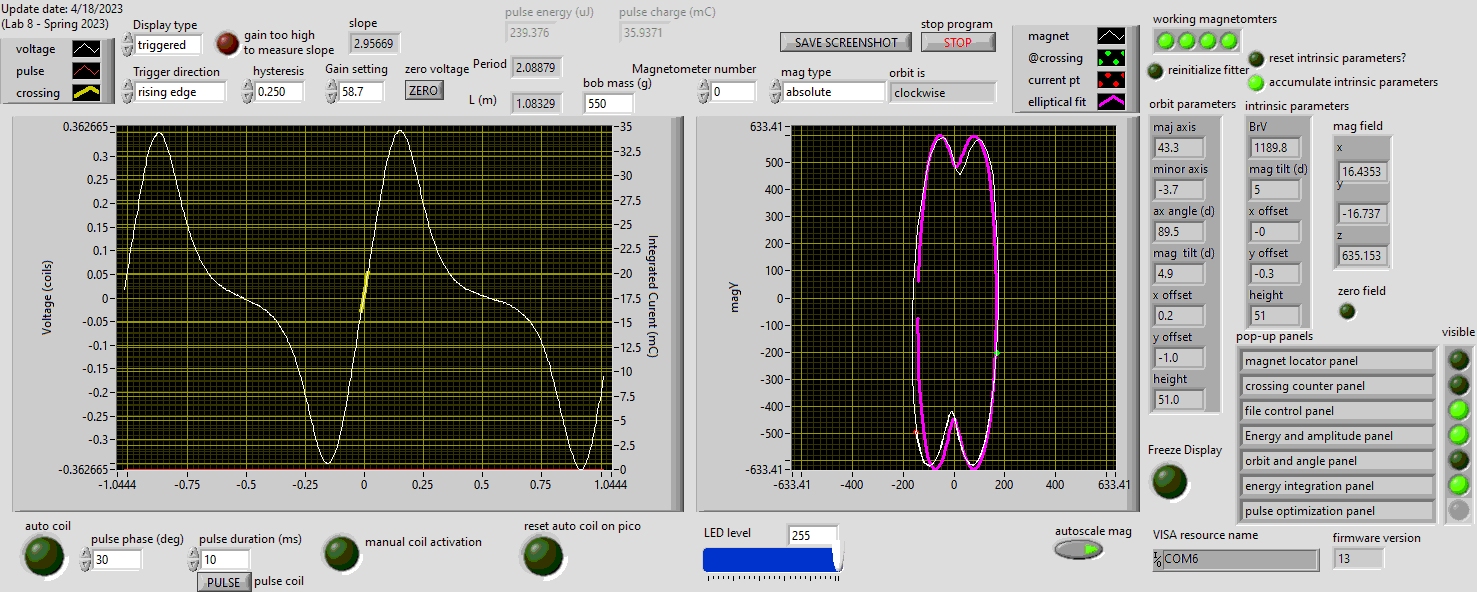 Update date: 4/18/2023
(Lab 8 - Spring 2023)
voltage
pulse
crossing
Display type
triggered
gain too high
to measure slope
slope
2.95669
Trigger direction
rising edge
hysteresis
0.250
Gain setting
58.7
zero voltage
ZERO
pulse energy (uJ)
239.376
pulse charge (mC)
35.9371
Period
2.08879
L (m)
1.08329
bob mass (g)
550
SAVE SCREENSHOT
stop program
STOP
Magnetometer number
0
mag type
absolute
orbit is
clockwise
magnet
@crossing
current pt
elliptical fit
working magnetomters
reinitialize fitter
reset intrinsic parameters?
accumulate intrinsic parameters
orbit parameters
maj axis
43.3
minor axis
-3.7
ax angle (d)
89.5
mag tilt (d)
4.9
x offset
0.2
y offset
-1.0
height
51.0
intrinsic parameters
BrV
1189.8
mag tilt (d)
5
x offset
-0
y offset
-0.3
height
51
mag field
x
16.4353
y
-16.737
z
635.153
zero field
Voltage (coils)
0.362665
0.3
0.25
0.2
0.15
0.1
0.05
0
-0.05
-0.1
-0.15
-0.2
-0.25
-0.3
-0.362665
-1.0444
-0.75
-0.5
-0.25
0
0.25
0.5
0.75
1.0444
35
32.5
30
27.5
25
22.5
20
17.5
15
12.5
10
7.5
5
2.5
0
Integrated Current (mC)
magY
633.41
500
400
300
200
100
0
-100
-200
-300
-400
-500
-633.41
-633.41
-400
-200
0
200
400
633.41
pop-up panels
visible
magnet locator panel
crossing counter panel
file control panel
Energy and amplitude panel
orbit and angle panel
energy integration panel
pulse optimization panel
Freeze Display
auto coil
pulse phase (deg)
30
pulse duration (ms)
10
PULSE
pulse coil
manual coil activation
reset auto coil on pico
LED level
255
autoscale mag
VISA resource name
COM6
firmware version
13